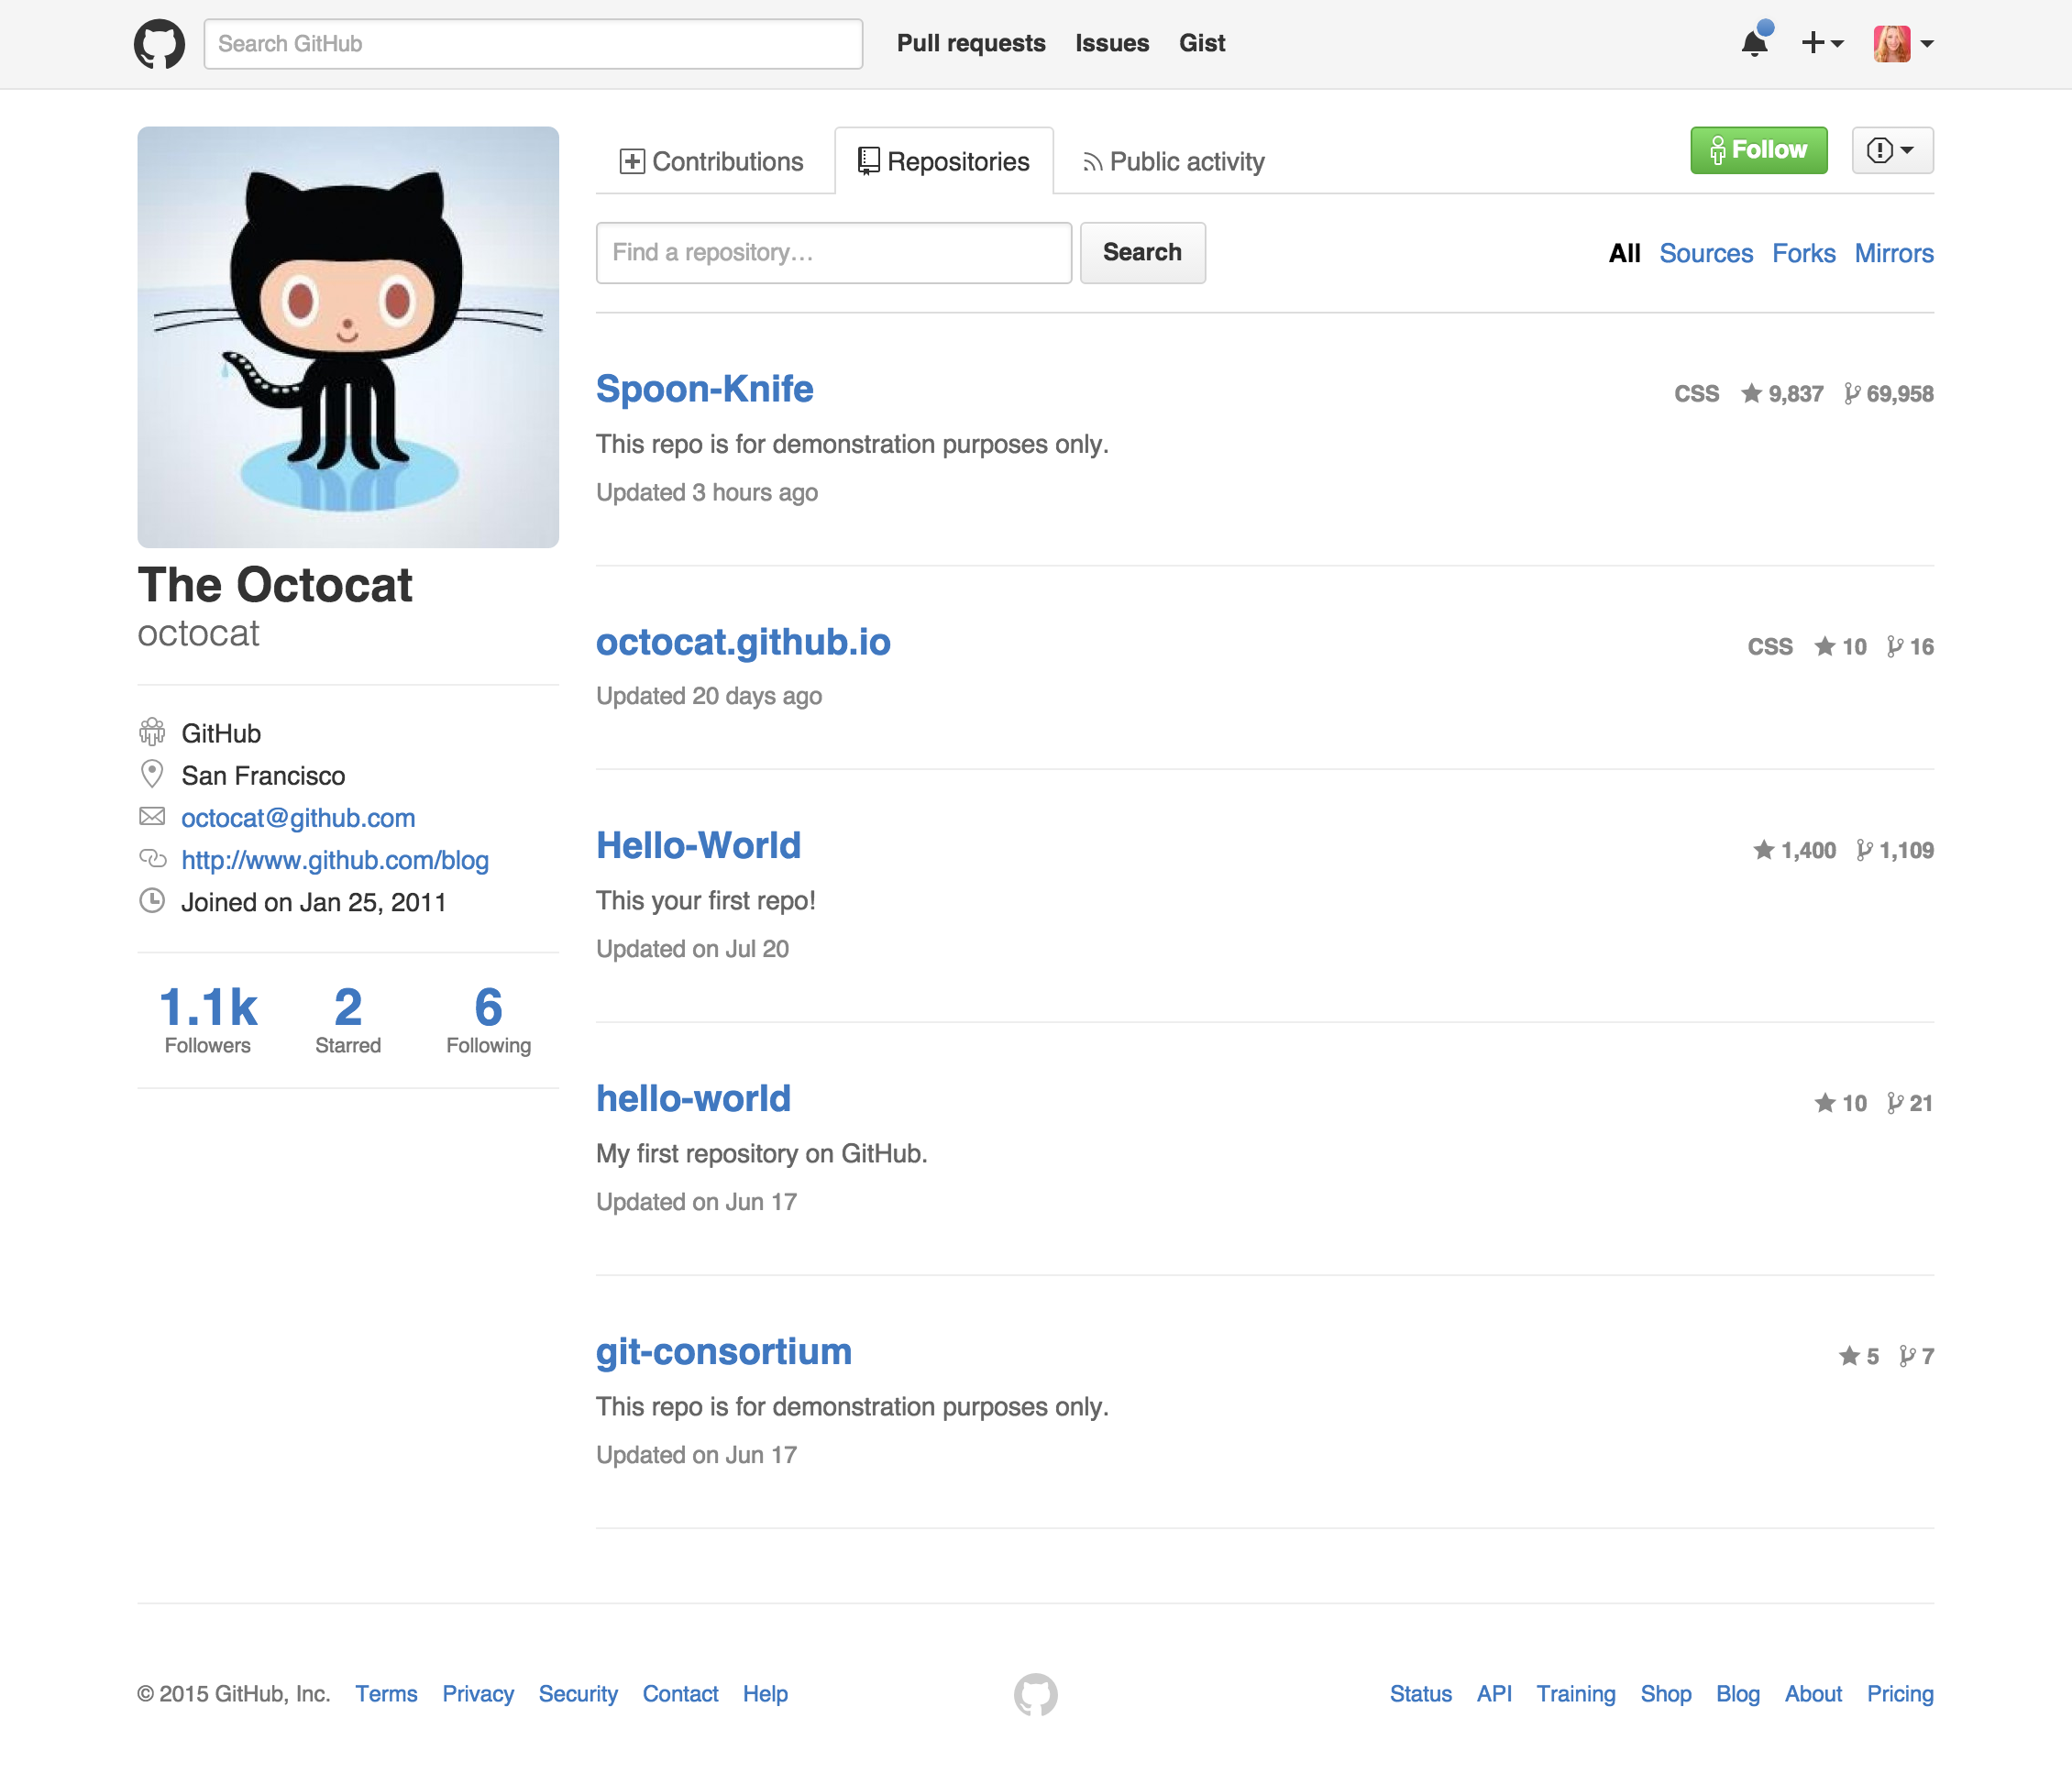 Search GitHub
Pull requests Issues Gist
Contributions Repositories Public activity
Follow
Find a repository... Search
All Sources Forks Mirrors
The Octocat
octocat
GitHub
San Francisco
octocat@github.com
http://www.github.com/blog
Joined on Jan 25, 2011
1.1k 2 6
Followers Starred Following
Spoon-Knife CSS 9,837 69,958
This repo is for demonstration purposes only.
Updated 3 hours ago
octocat.github.io CSS 10 16
Updated 20 days ago
Hello-World 1,400 1,109
This your first repo!
Updated on Jul 20
hello-world 10 21
My first repository on GitHub.
Updated on Jun 17
git-consortium 5 7
This repo is for demonstration purposes only.
Updated on Jun 17
© 2015 GitHub, Inc. Terms Privacy Security Contact Help Status API Training Shop Blog About Pricing